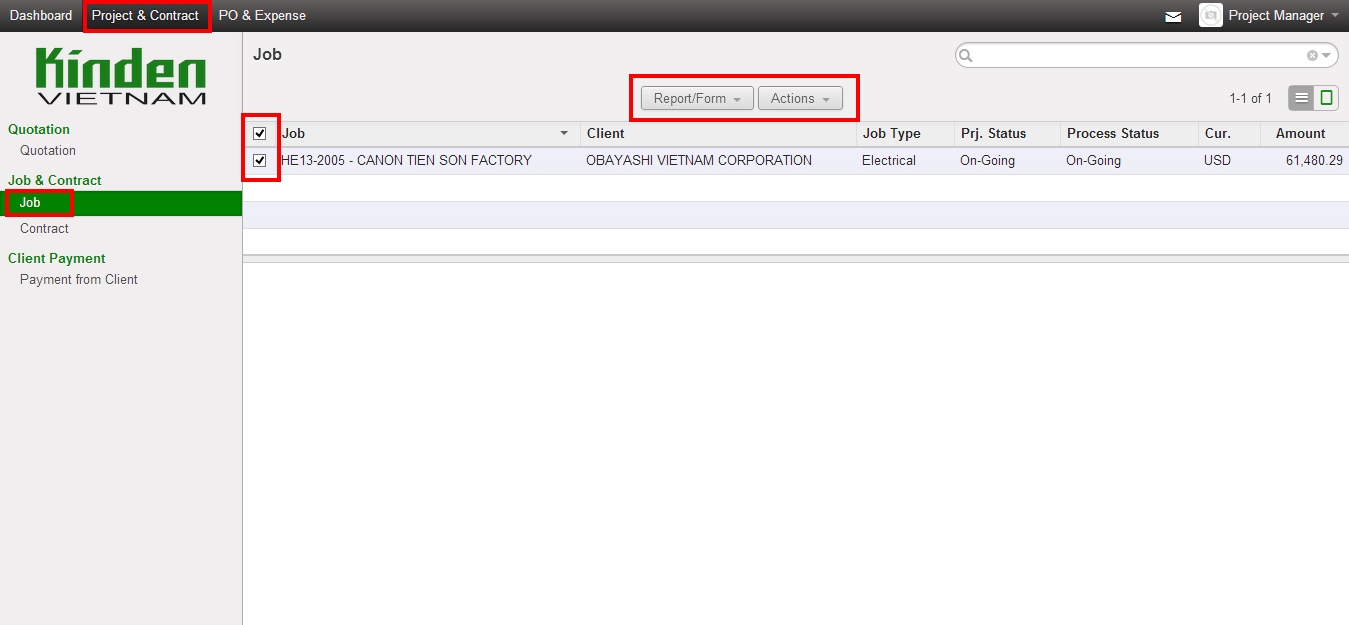 Dashboard Project & Contract PO & Expense Project Manager
Kinden
VIETNAM
Job
Report/Form Actions 1-1 of 1
Quotation
Quotation
Job & Contract
Job
Contract
Client Payment
Payment from Client
Job Client Job Type Prj. Status Process Status Cur. Amount
HE13-2005 - CANON TIEN SON FACTORY OBAYASHI VIETNAM CORPORATION Electrical On-Going On-Going USD 61,480.29